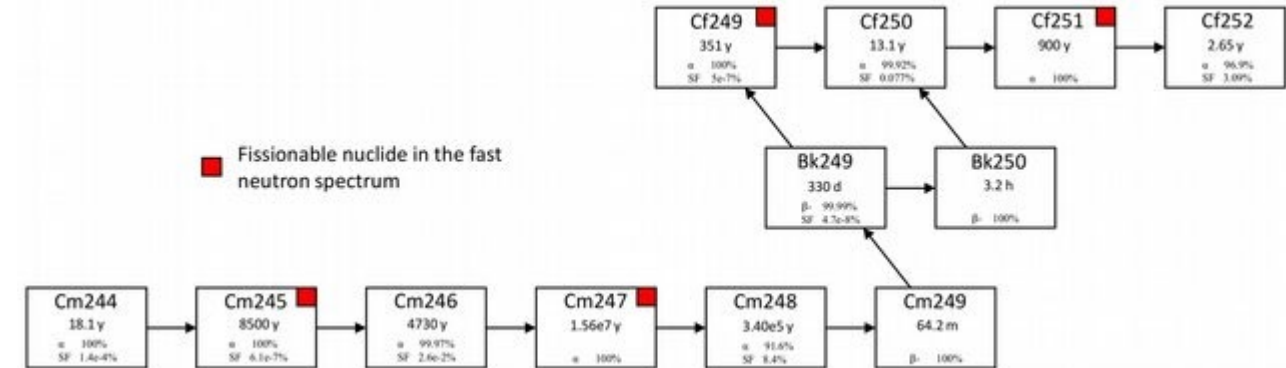 Cf249
351 y
α 100%
SF 5e-7%
Cf250
13.1 y
α 99.92%
SF 0.077%
Cf251
900 y
α 100%
Cf252
2.65 y
α 96.9%
SF 3.09%
Fissionable nuclide in the fast
neutron spectrum
Bk249
330 d
β- 99.99%
SF 4.7e-8%
Bk250
3.2 h
β- 100%
Cm244
18.1 y
α 100%
SF 1.4e-4%
Cm245
8500 y
α 100%
SF 6.1e-7%
Cm246
4730 y
α 99.97%
SF 2.6e-2%
Cm247
1.56e7 y
α 100%
Cm248
3.40e5 y
α 91.6%
SF 8.4%
Cm249
64.2 m
β- 100%